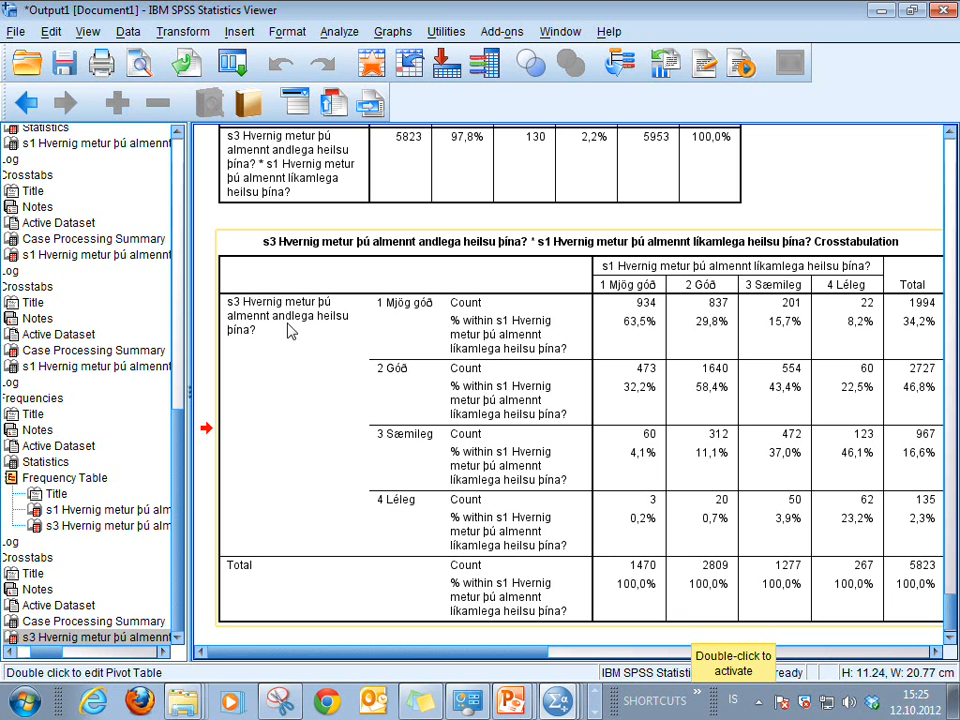 *Output1 [Document1] - IBM SPSS Statistics Viewer
File Edit View Data Transform Insert Format Analyze Graphs Utilities Add-ons Window Help
Statistics
s1 Hvernig metur þú almennt
Log
Crosstabs
Title
Notes
Active Dataset
Case Processing Summary
s1 Hvernig metur þú almennt
Log
Crosstabs
Title
Notes
Active Dataset
Case Processing Summary
s1 Hvernig metur þú almennt
Log
Frequencies
Title
Notes
Active Dataset
Statistics
Frequency Table
Title
s1 Hvernig metur þú alm
s3 Hvernig metur þú alm
Log
Crosstabs
Title
Notes
Active Dataset
Case Processing Summary
s3 Hvernig metur þú almennt
s3 Hvernig metur þú 5823 97,8% 130 2,2% 5953 100,0%
almennt andlega heilsu
þína? * s1 Hvernig metur
þú almennt líkamlega
heilsu þína?
s3 Hvernig metur þú almennt andlega heilsu þína? * s1 Hvernig metur þú almennt líkamlega heilsu þína? Crosstabulation
s1 Hvernig metur þú almennt líkamlega heilsu þína?
1 Mjög góð 2 Góð 3 Sæmileg 4 Léleg Total
s3 Hvernig metur þú 1 Mjög góð Count 934 837 201 22 1994
almennt andlega heilsu
þína?
% within s1 Hvernig 63,5% 29,8% 15,7% 8,2% 34,2%
metur þú almennt
líkamlega heilsu þína?
2 Góð Count 473 1640 554 60 2727
% within s1 Hvernig 32,2% 58,4% 43,4% 22,5% 46,8%
metur þú almennt
líkamlega heilsu þína?
3 Sæmileg Count 60 312 472 123 967
% within s1 Hvernig 4,1% 11,1% 37,0% 46,1% 16,6%
metur þú almennt
líkamlega heilsu þína?
4 Léleg Count 3 20 50 62 135
% within s1 Hvernig 0,2% 0,7% 3,9% 23,2% 2,3%
metur þú almennt
líkamlega heilsu þína?
Total Count 1470 2809 1277 267 5823
% within s1 Hvernig 100,0% 100,0% 100,0% 100,0% 100,0%
metur þú almennt
líkamlega heilsu þína?
Double-click to
activate
Double click to edit Pivot Table IBM SPSS Statisti ready H: 11.24, W: 20.77 cm
SHORTCUTS » IS 15:25
12.10.2012